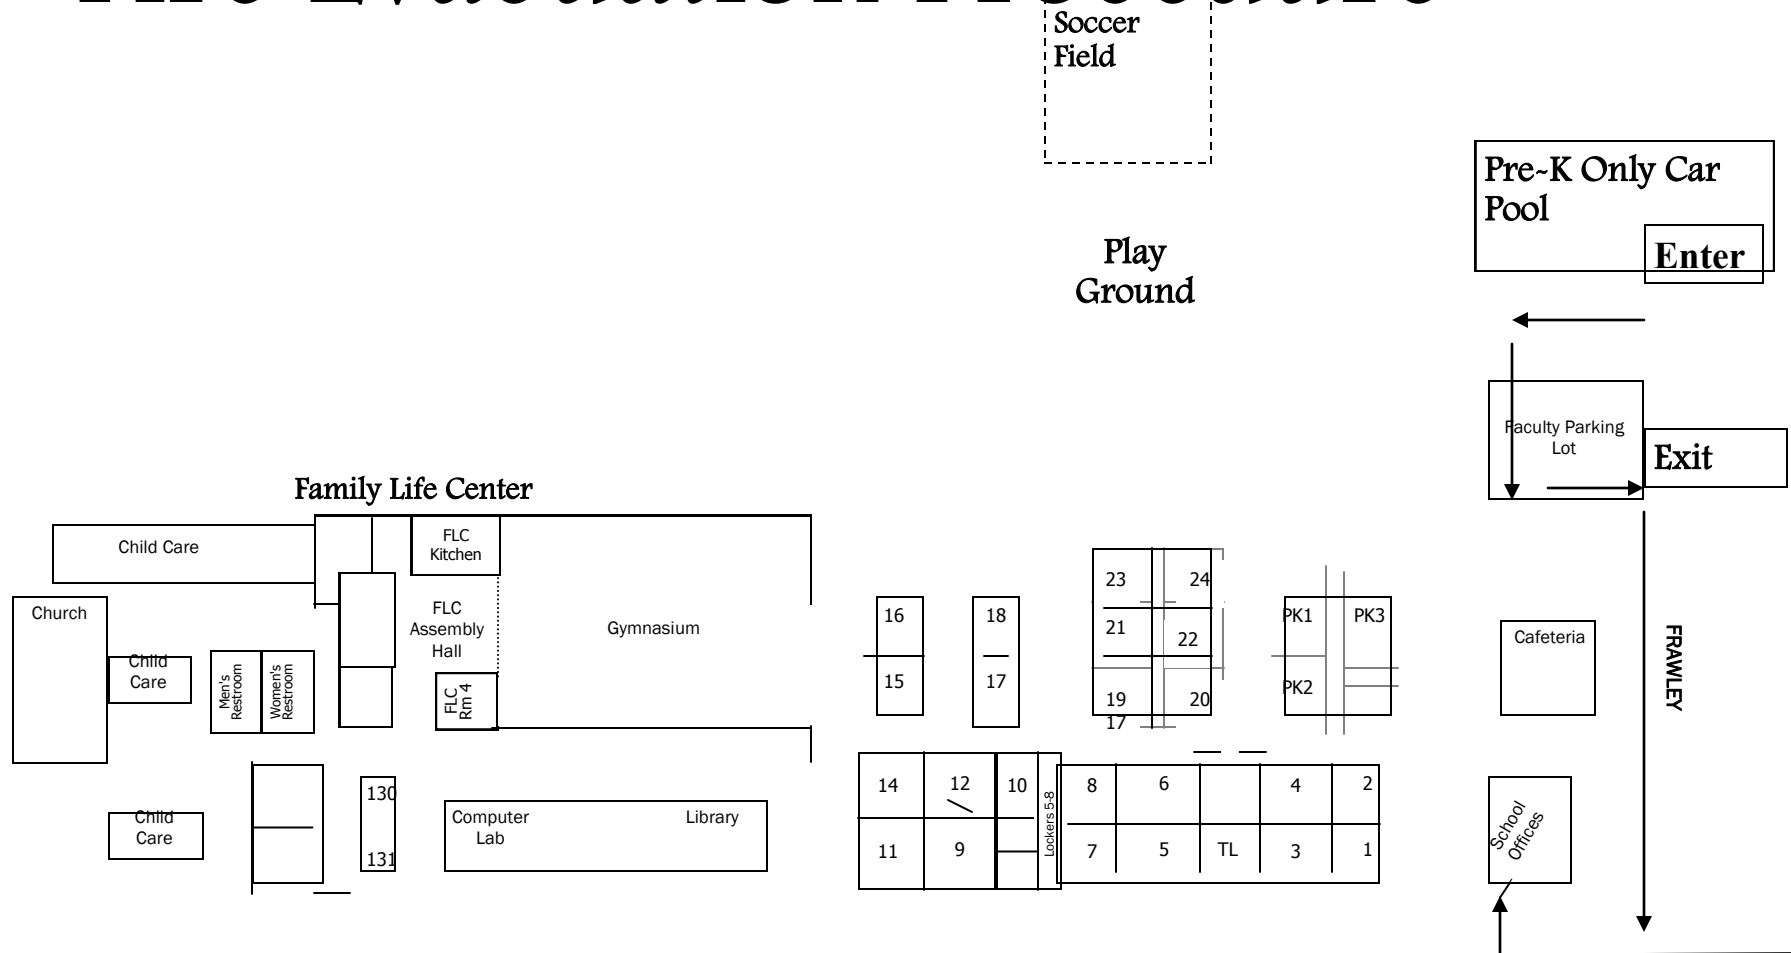 Fire Evacuation Procedure
Soccer
Field
Pre-K Only Car
Pool
Enter
Play
Ground
Faculty Parking
Lot
Exit
Family Life Center
Child Care
FLC
Kitchen
Church
FLC
Assembly
Hall
Gymnasium
Child
Care
Men's
Restroom
Women's
Restroom
FLC
Rm 4
16
15
18
17
23
24
21
22
19
20
17
PK1
PK3
PK2
Cafeteria
FRAWLEY
Child
Care
130
131
Computer
Lab
Library
14
12
10
11
9
Lockers 5-8
8
6
4
2
7
5
TL
3
1
School
Offices